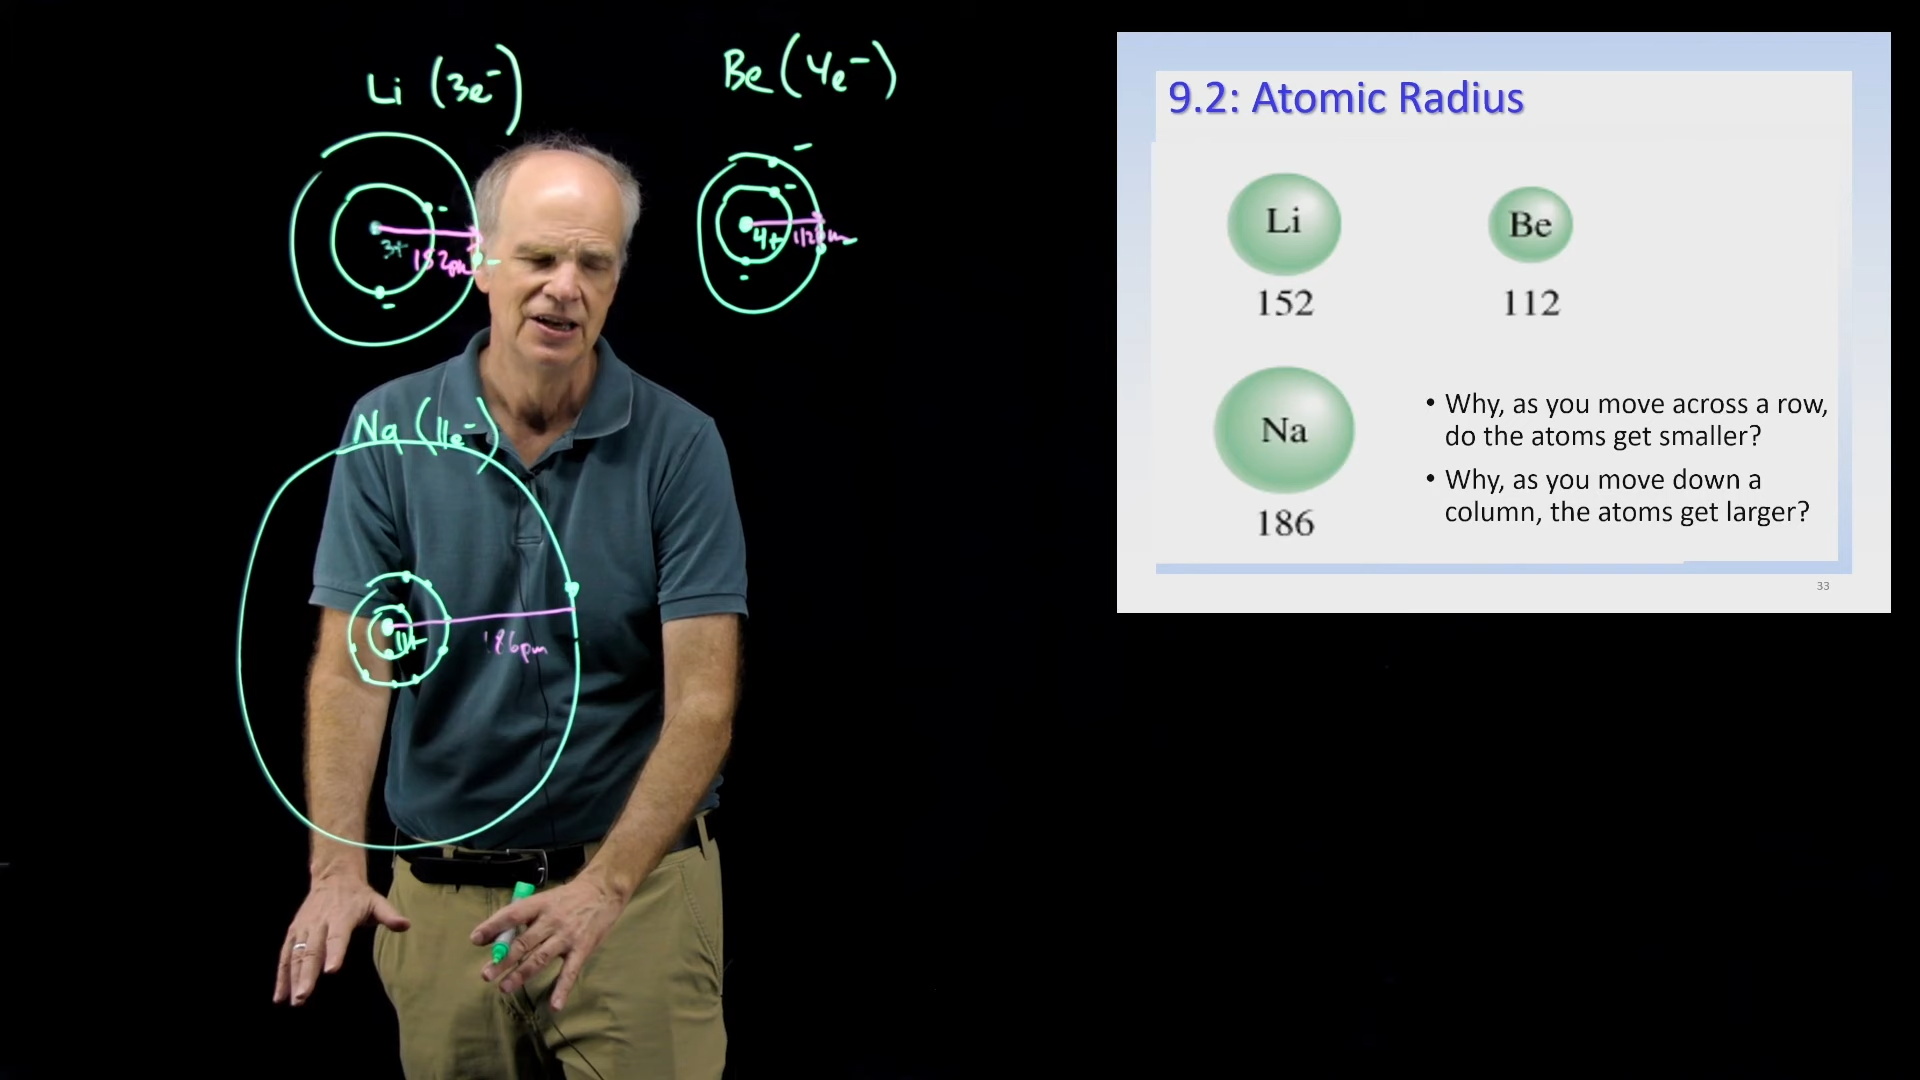 Li (3e⁻)
Be (4e⁻)
-
-
-
-
-
-
3+
182pm
4+
112pm
Na (11e⁻)
11+
186pm
9.2: Atomic Radius
Li
Be
152
112
Na
186
• Why, as you move across a row,
do the atoms get smaller?
• Why, as you move down a
column, the atoms get larger?
33